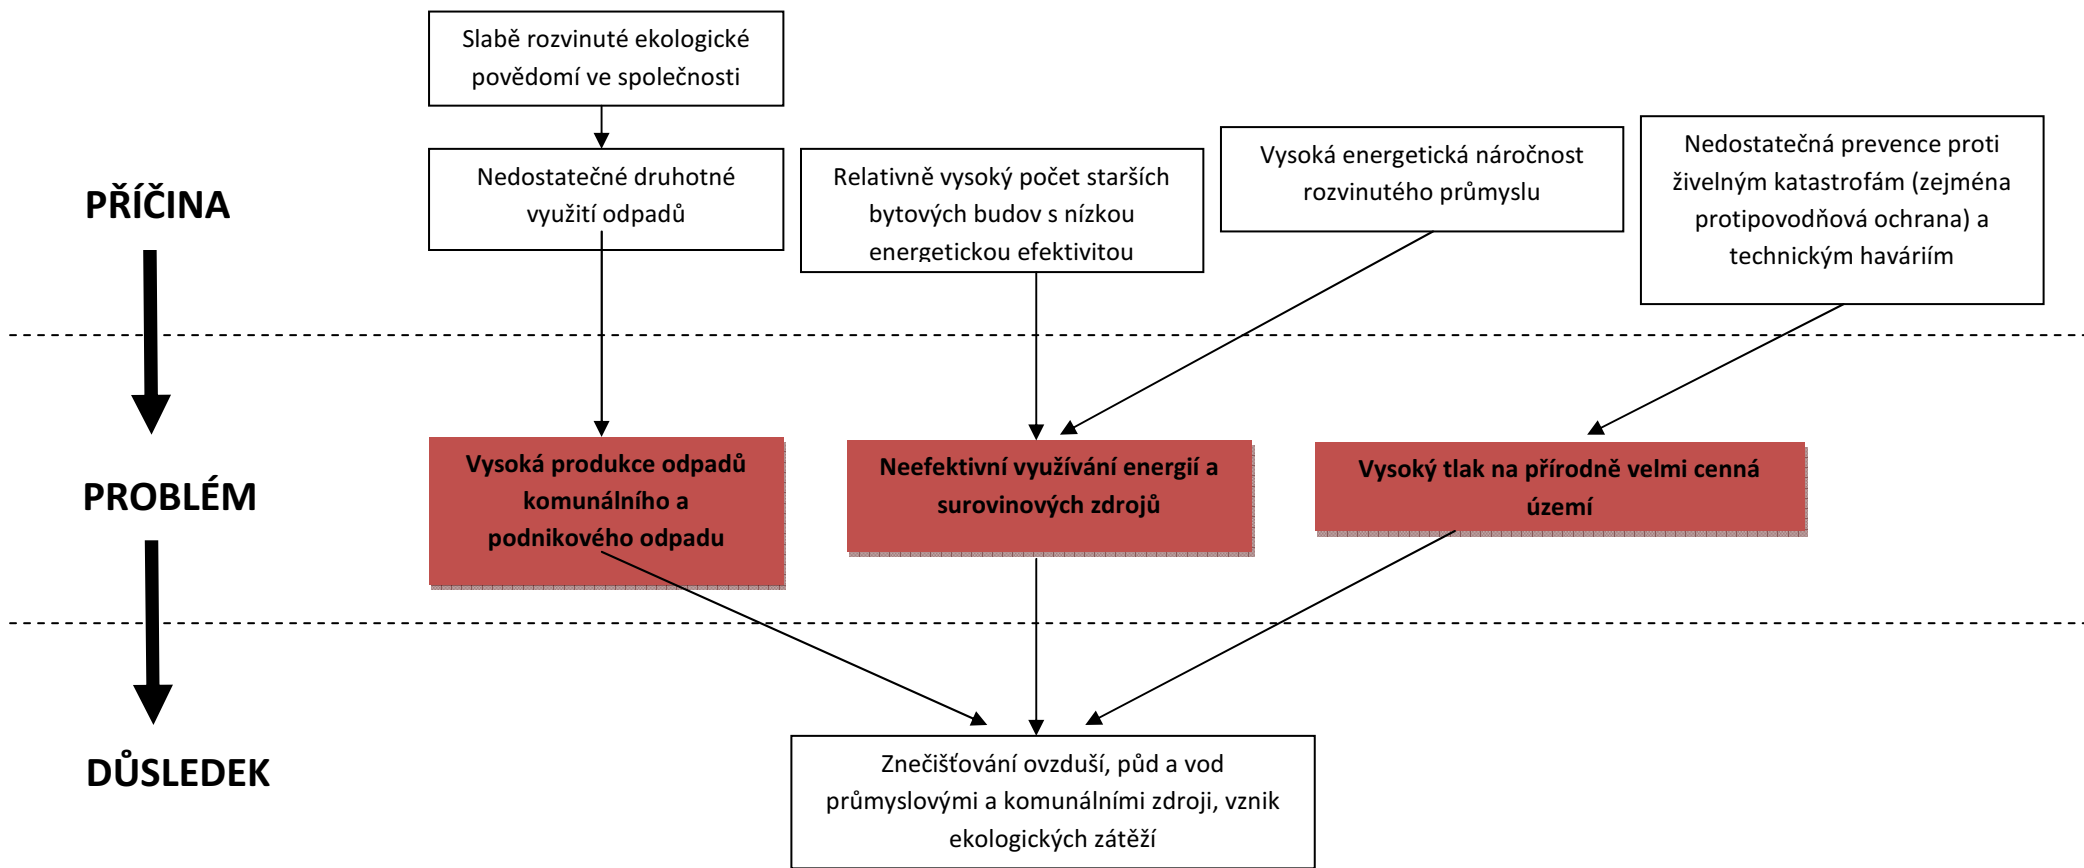 Slabě rozvinuté ekologické
povědomí ve společnosti
PŘÍČINA
Nedostatečné druhotné
využití odpadů
Relativně vysoký počet starších
bytových budov s nízkou
energetickou efektivitou
Vysoká energetická náročnost
rozvinutého průmyslu
Nedostatečná prevence proti
živelným katastrofám (zejména
protipovodňová ochrana) a
technickým haváriím
PROBLÉM
Vysoká produkce odpadů
komunálního a
podnikového odpadu
Neefektivní využívání energií a
surovinových zdrojů
Vysoký tlak na přírodně velmi cenná
území
DŮSLEDEK
Znečišťování ovzduší, půd a vod
průmyslovými a komunálními zdroji, vznik
ekologických zátěží